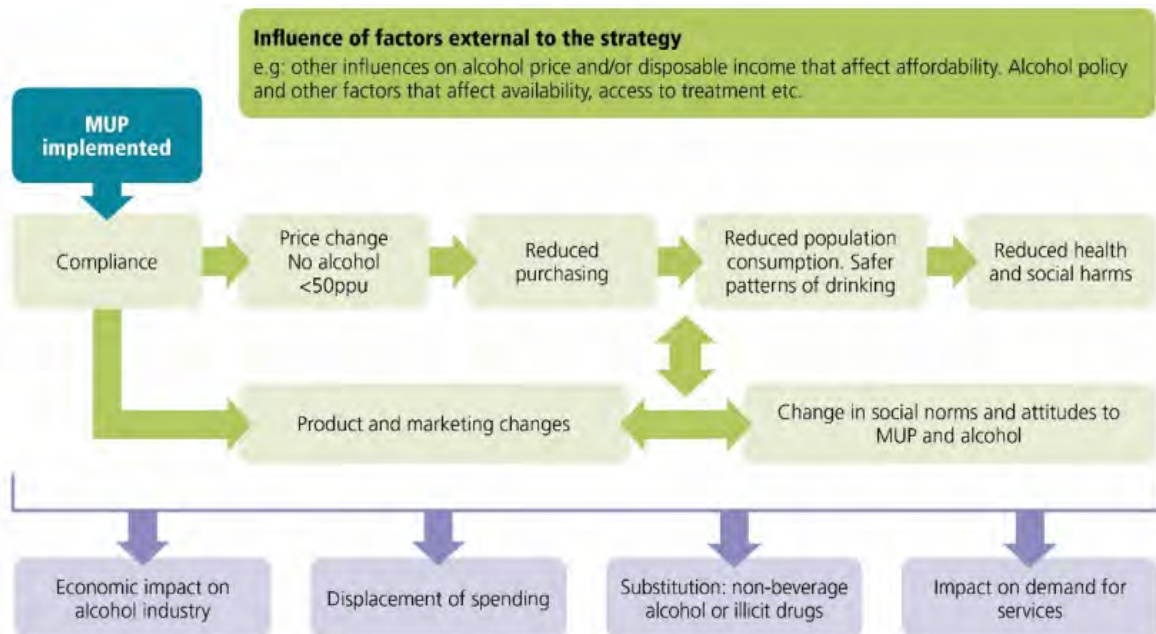 Influence of factors external to the strategy
e.g: other influences on alcohol price and/or disposable income that affect affordability. Alcohol policy
and other factors that affect availability, access to treatment etc.
MUP
implemented
Compliance
Price change
No alcohol
<50ppu
Reduced
purchasing
Reduced population
consumption. Safer
patterns of drinking
Reduced health
and social harms
Product and marketing changes
Change in social norms and attitudes to
MUP and alcohol
Economic impact on
alcohol industry
Displacement of spending
Substitution: non-beverage
alcohol or illicit drugs
Impact on demand for
services